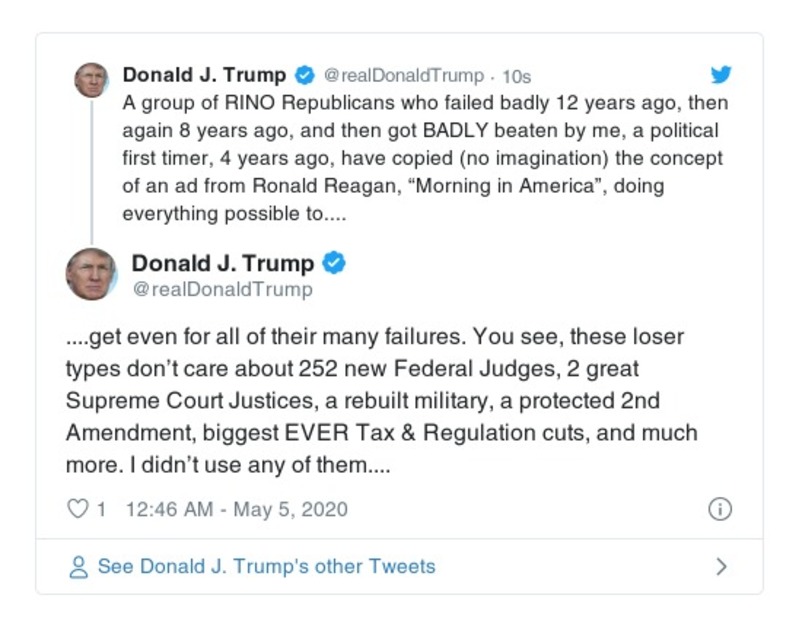 Donald J. Trump @realDonaldTrump · 10s
A group of RINO Republicans who failed badly 12 years ago, then
again 8 years ago, and then got BADLY beaten by me, a political
first timer, 4 years ago, have copied (no imagination) the concept
of an ad from Ronald Reagan, “Morning in America”, doing
everything possible to....
Donald J. Trump
@realDonaldTrump
....get even for all of their many failures. You see, these loser
types don’t care about 252 new Federal Judges, 2 great
Supreme Court Justices, a rebuilt military, a protected 2nd
Amendment, biggest EVER Tax & Regulation cuts, and much
more. I didn’t use any of them....
1 12:46 AM - May 5, 2020
See Donald J. Trump's other Tweets